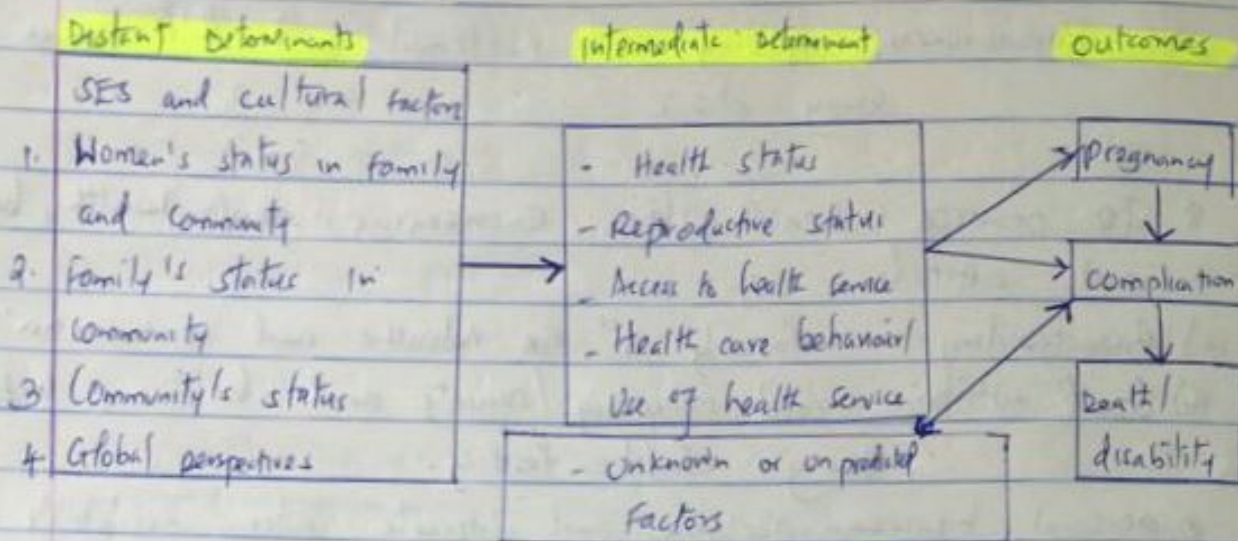 Distant Determinants
SES and cultural factors
1. Women's status in family
and community
2. Family's status in
community
3 Community's status
4. Global perspectives
Intermediate Determinant
- Health status
- Reproductive status
- Access to health service
- Health care behaviour/
Use of health service
- Unknown or unpredicted
Factors
Outcomes
pregnancy
complication
Death/
disability